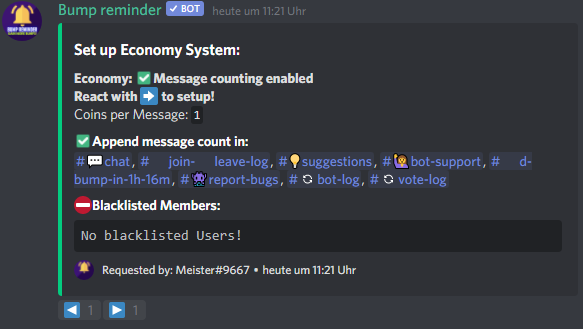 Bump reminder ✓ BOT heute um 11:21 Uhr
Set up Economy System:
Economy: ✅ Message counting enabled
React with ➡️ to setup!
Coins per Message: 1
✅ Append message count in:
#💬chat, # join- leave-log, #💡suggestions, #🙋bot-support, # d-
bump-in-1h-16m, #👾report-bugs, #🗘bot-log, #🗘vote-log
⛔Blacklisted Members:
No blacklisted Users!
Requested by: Meister#9667 • heute um 11:21 Uhr
◀️ 1 ▶️ 1